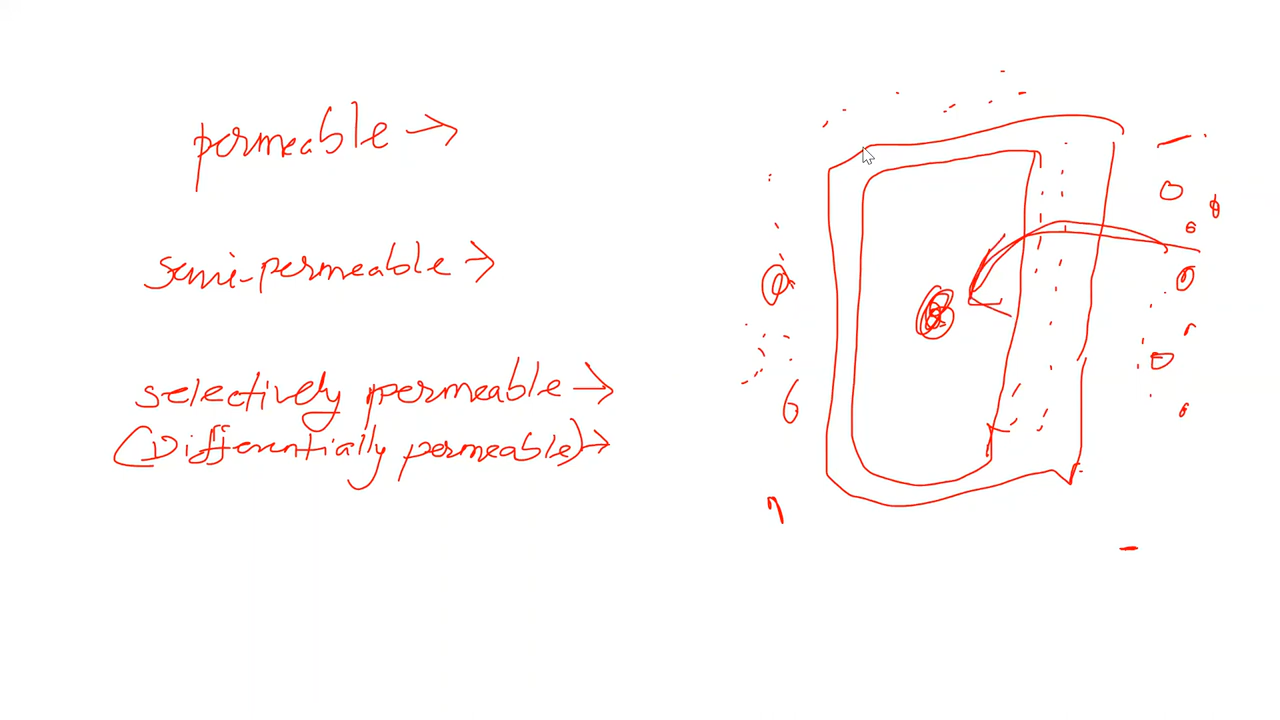 permeable →
semi-permeable →
selectively permeable →
(Differentially permeable) →